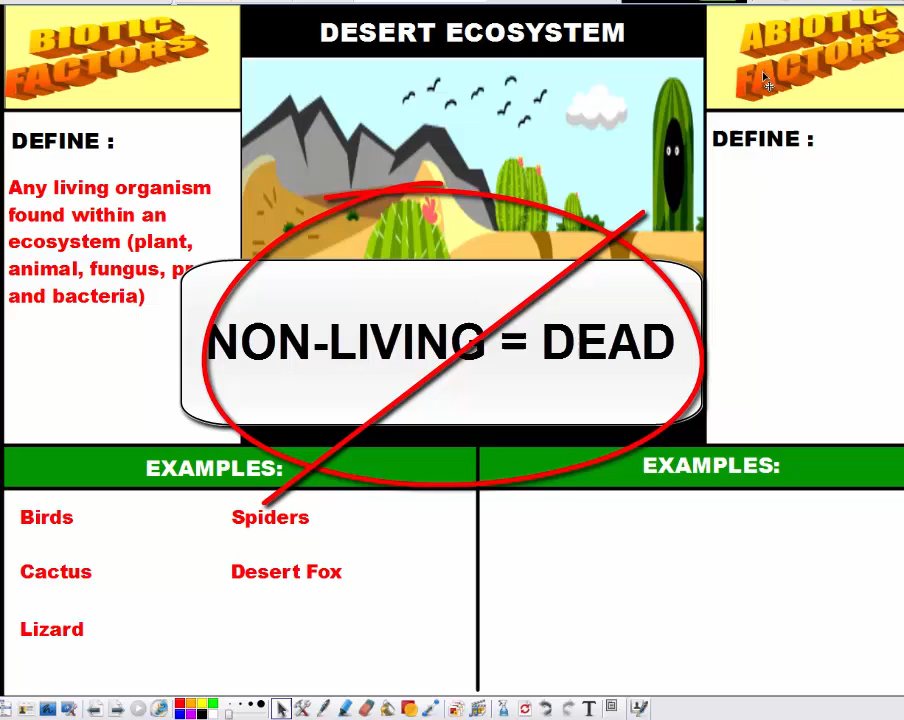 BIOTIC
FACTORS
DESERT ECOSYSTEM
ABIOTIC
FACTORS
DEFINE :
Any living organism
found within an
ecosystem (plant,
animal, fungus,
and bacteria)
DEFINE :
NON-LIVING = DEAD
EXAMPLES:
Birds
Spiders
Cactus
Desert Fox
Lizard
EXAMPLES: